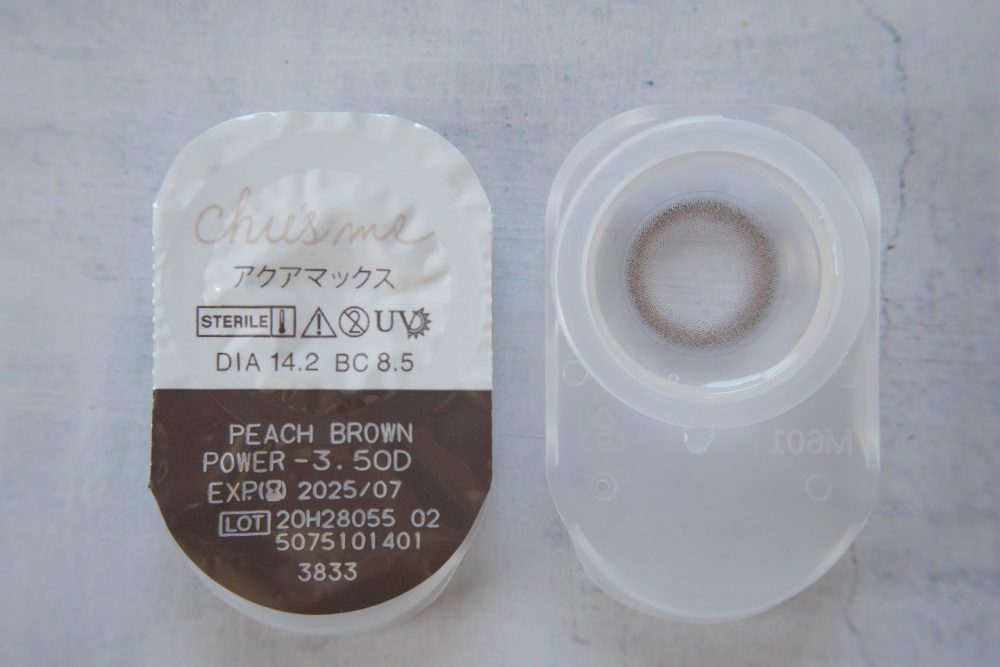 chu's me
アクアマックス
STERILE UV
DIA 14.2 BC 8.5
PEACH BROWN
POWER -3.50D
EXP. 2025/07
LOT 20H28055 02
5075101401
3833
M601